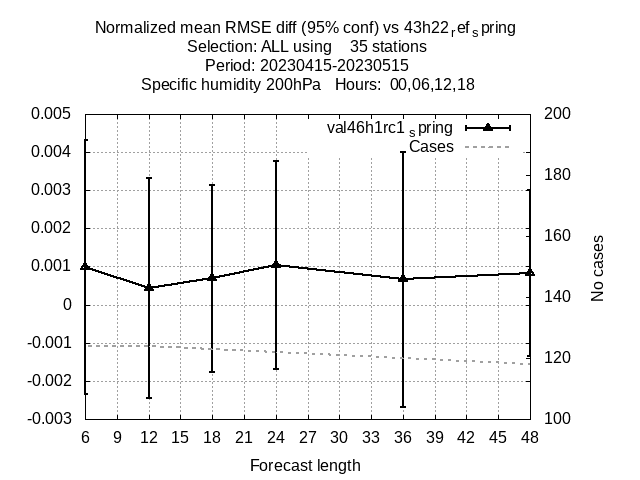 Normalized mean RMSE diff (95% conf) vs 43h22refspring
Selection: ALL using    35 stations
Period: 20230415-20230515
Specific humidity 200hPa   Hours:  00,06,12,18
0.005
0.004
0.003
0.002
0.001
0
-0.001
-0.002
-0.003
val46h1rc1spring
Cases
200
180
160
140
120
100
No cases
6 9 12 15 18 21 24 27 30 33 36 39 42 45 48
Forecast length